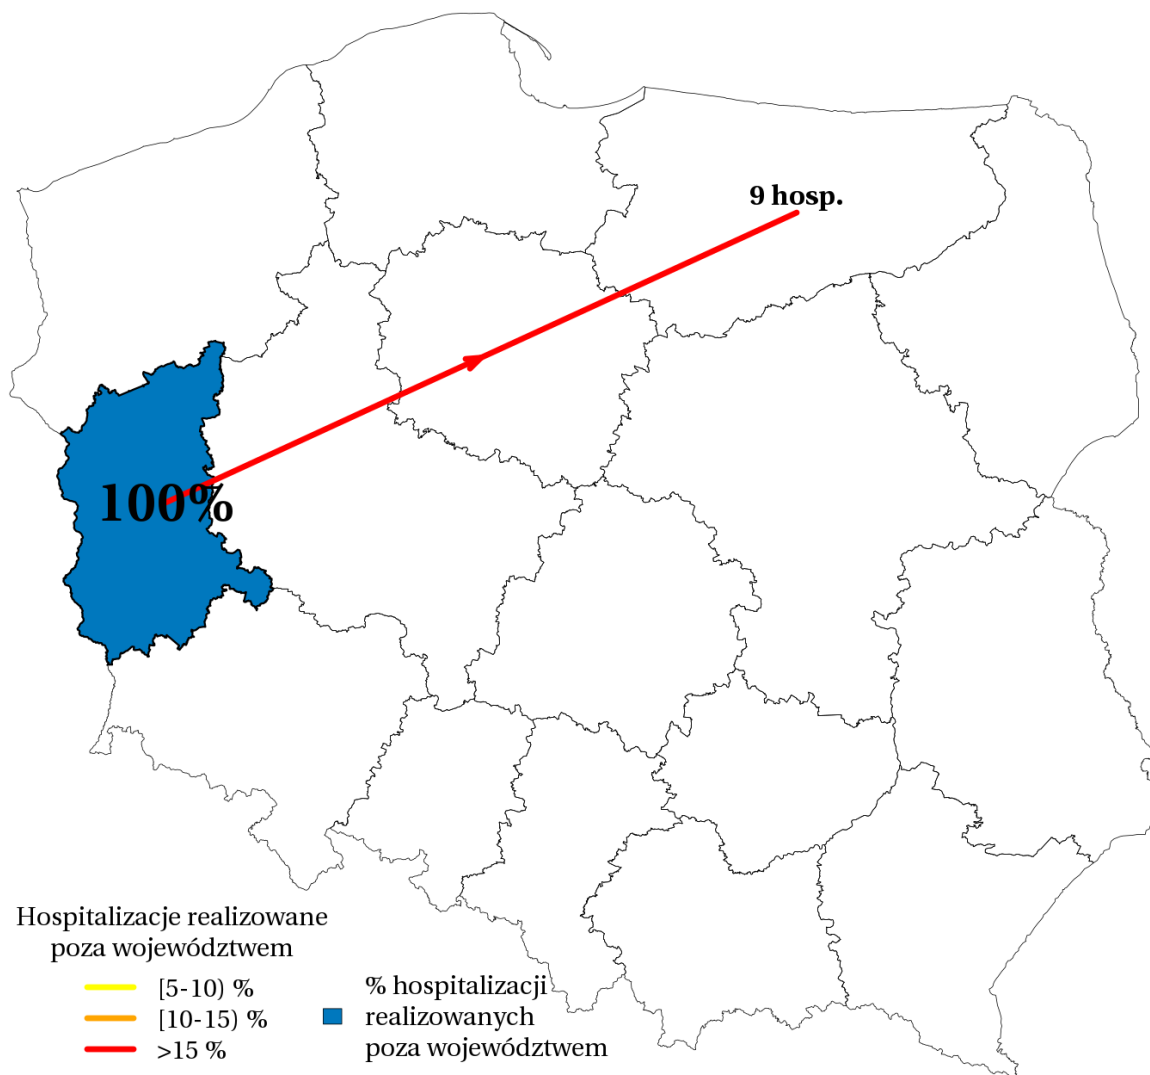 9 hosp.
100%
Hospitalizacje realizowane
poza województwem
[5-10) %
[10-15) %
>15 %
% hospitalizacji
realizowanych
poza województwem